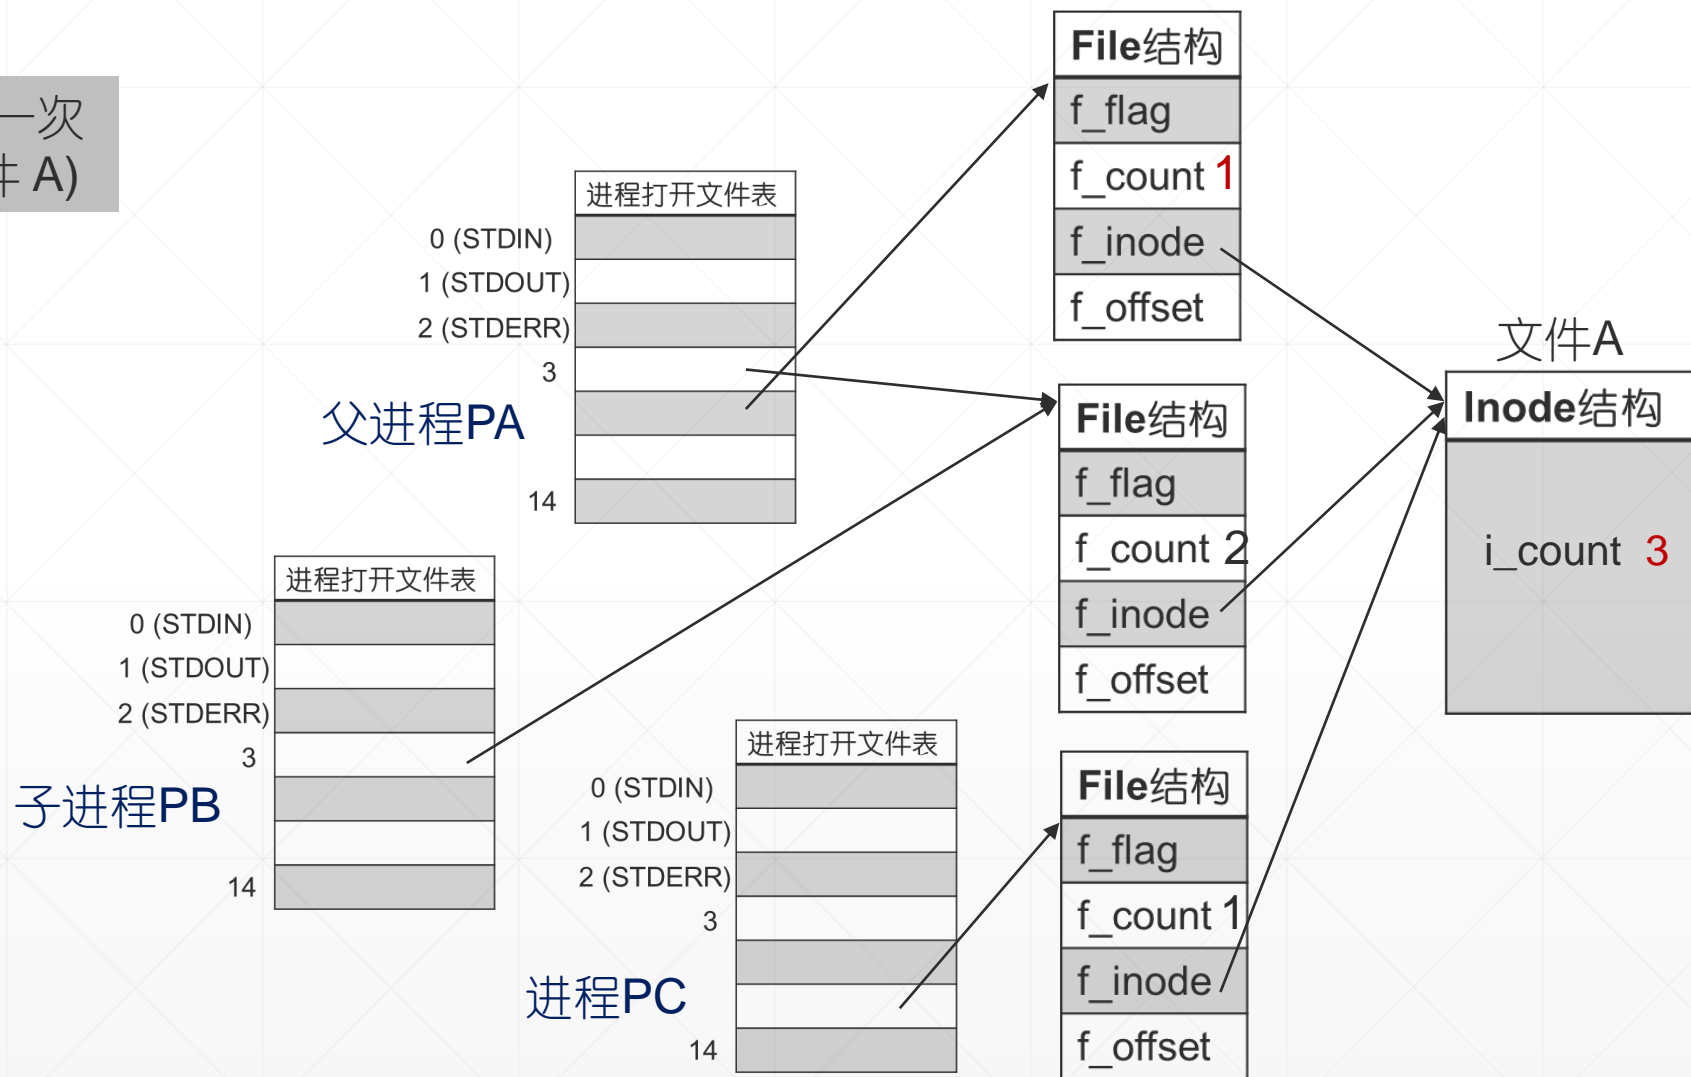 一次
件 A)
File结构
f_flag
f_count 1
f_inode
f_offset
进程打开文件表
0 (STDIN)
1 (STDOUT)
2 (STDERR)
3
14
父进程PA
文件A
Inode结构
i_count 3
File结构
f_flag
f_count 2
f_inode
f_offset
进程打开文件表
0 (STDIN)
1 (STDOUT)
2 (STDERR)
3
14
子进程PB
进程打开文件表
0 (STDIN)
1 (STDOUT)
2 (STDERR)
3
14
进程PC
File结构
f_flag
f_count 1
f_inode
f_offset